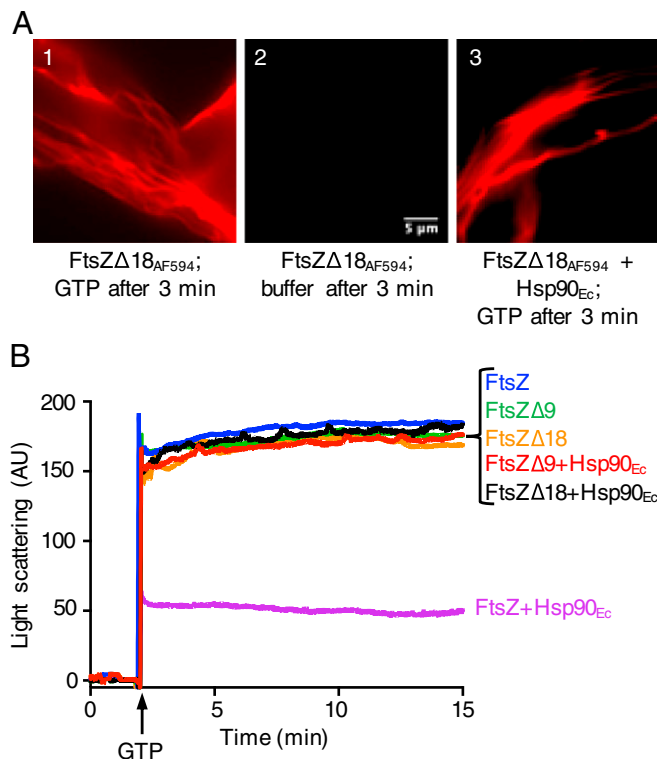 A
1
2
3
5 µm
FtsZΔ18AF594;
GTP after 3 min
FtsZΔ18AF594;
buffer after 3 min
FtsZΔ18AF594 +
Hsp90Ec;
GTP after 3 min
B
Light scattering (AU)
200
150
100
50
0
0
5
10
15
GTP
Time (min)
FtsZ
FtsZΔ9
FtsZΔ18
FtsZΔ9+Hsp90Ec
FtsZΔ18+Hsp90Ec
FtsZ+Hsp90Ec